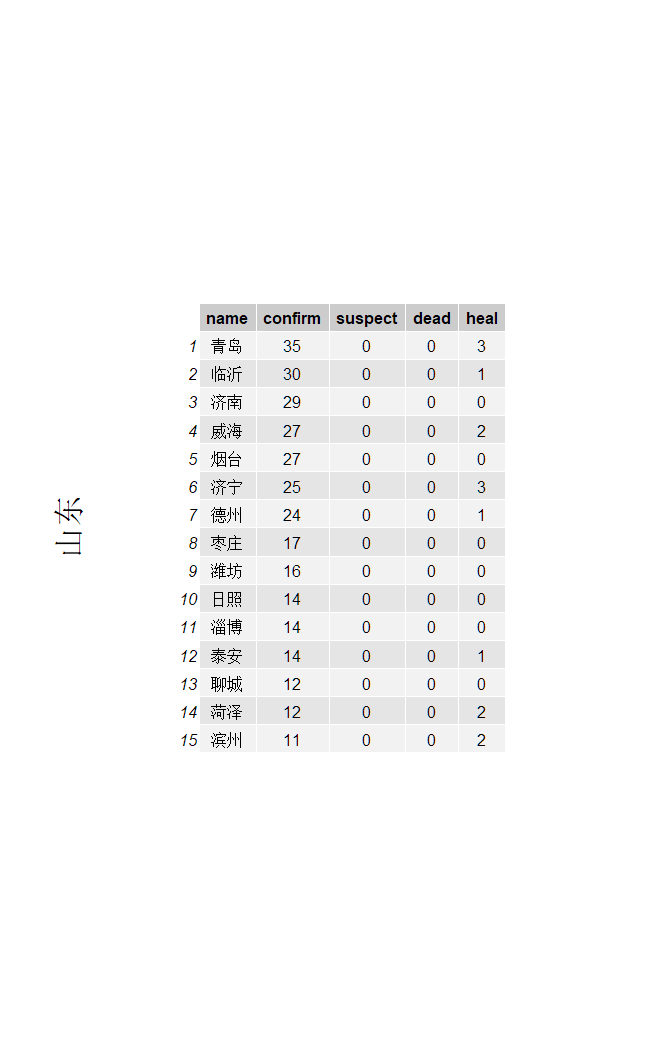 山东
name confirm suspect dead heal
1 青岛 35 0 0 3
2 临沂 30 0 0 1
3 济南 29 0 0 0
4 威海 27 0 0 2
5 烟台 27 0 0 0
6 济宁 25 0 0 3
7 德州 24 0 0 1
8 枣庄 17 0 0 0
9 潍坊 16 0 0 0
10 日照 14 0 0 0
11 淄博 14 0 0 0
12 泰安 14 0 0 1
13 聊城 12 0 0 0
14 菏泽 12 0 0 2
15 滨州 11 0 0 2